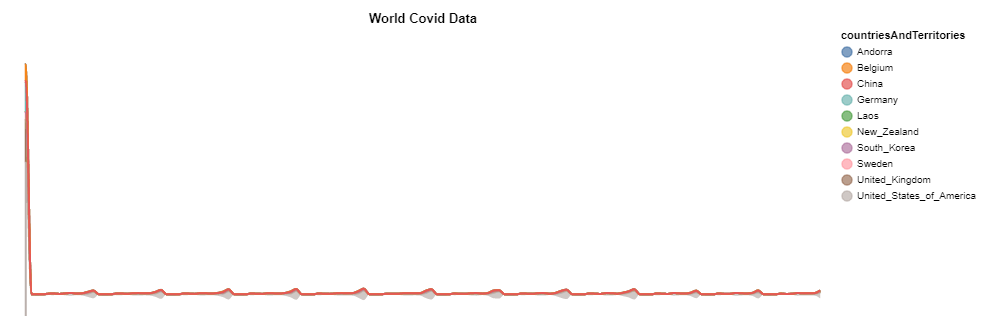 World Covid Data
countriesAndTerritories
Andorra
Belgium
China
Germany
Laos
New_Zealand
South_Korea
Sweden
United_Kingdom
United_States_of_America